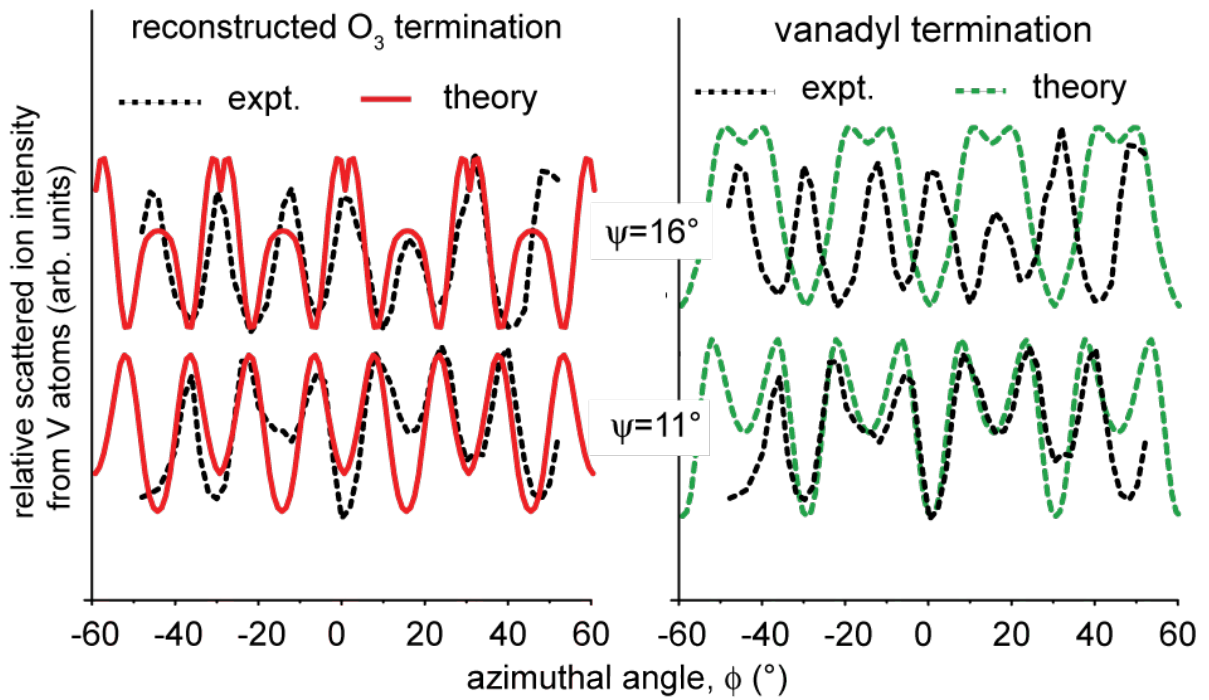 reconstructed O₃ termination
expt. theory
vanadyl termination
expt. theory
relative scattered ion intensity
from V atoms (arb. units)
ψ=16°
ψ=11°
-60 -40 -20 0 20 40 60
-60 -40 -20 0 20 40 60
azimuthal angle, ϕ (°)